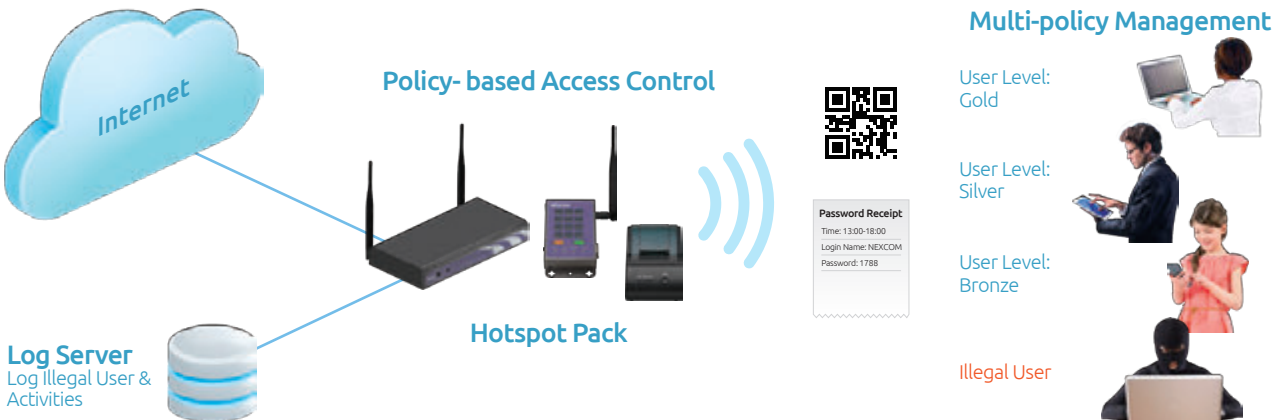 Multi-policy Management
Internet
Policy- based Access Control
User Level:
Gold
User Level:
Silver
Password Receipt
Time: 13:00-18:00
Login Name: NEXCOM
Password: 1788
User Level:
Bronze
Hotspot Pack
Log Server
Log Illegal User &
Activities
Illegal User